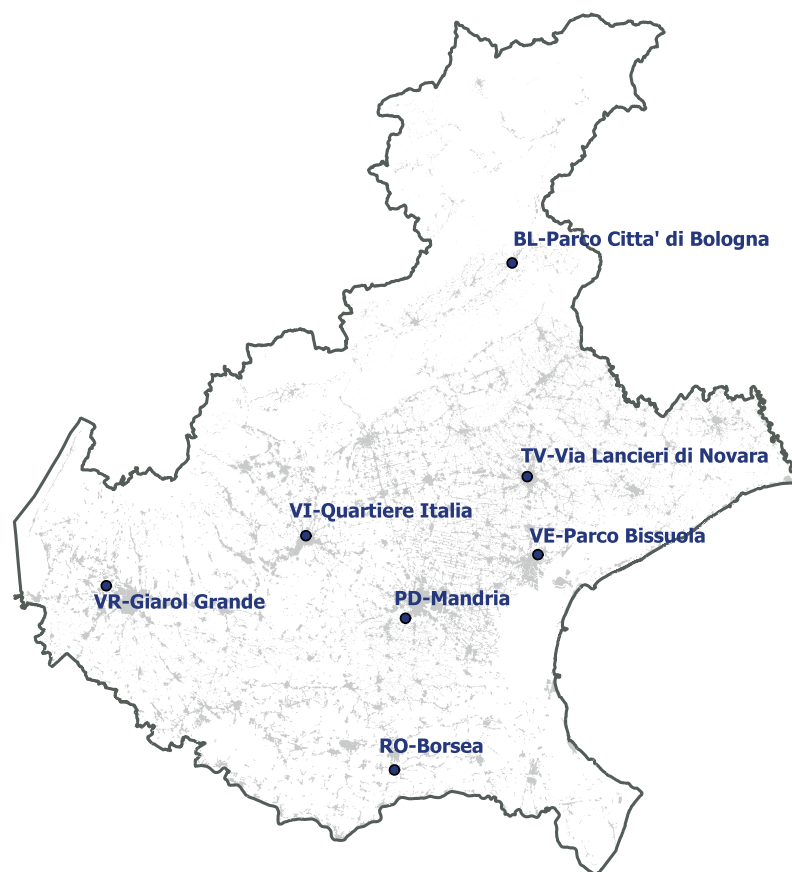 BL-Parco Citta' di Bologna
TV-Via Lancieri di Novara
VI-Quartiere Italia
VE-Parco Bissuola
VR-Giarol Grande
PD-Mandria
RO-Borsea